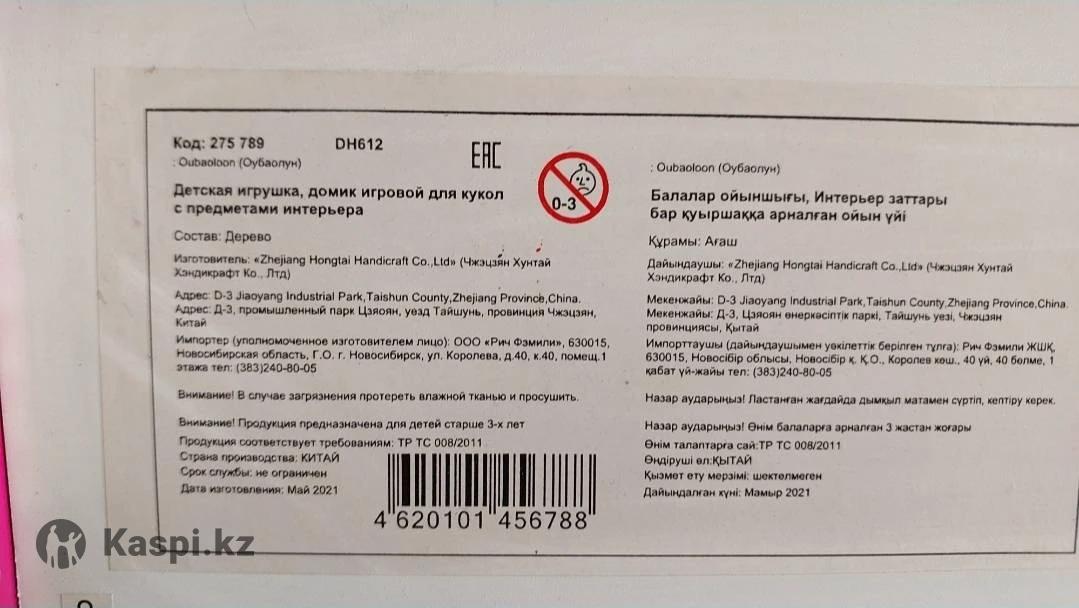 Код: 275 789
DH612
EAC
0-3
: Oubaoloon (Оубаолун)
Детская игрушка, домик игровой для кукол
с предметами интерьера
Состав: Дерево
Изготовитель: «Zhejiang Hongtai Handicraft Co.,Ltd» (Чжэцзян Хунтай
Хэндикрафт Ко., Лтд)
Адрес: D-3 Jiaoyang Industrial Park,Taishun County,Zhejiang Province,China.
Адрес: Д-3, промышленный парк Цзяоян, уезд Тайшунь, провинция Чжэцзян,
Китай
Импортер (уполномоченное изготовителем лицо): ООО «Рич Фэмили», 630015,
Новосибирская область, Г.О. г. Новосибирск, ул. Королева, д.40, к.40, помещ.1
этажа тел: (383)240-80-05
Внимание! В случае загрязнения протереть влажной тканью и просушить.
Внимание! Продукция предназначена для детей старше 3-х лет
Продукция соответствует требованиям: ТР ТС 008/2011
Страна производства: КИТАЙ
Срок службы: не ограничен
Дата изготовления: Май 2021
4 620101 456788
: Oubaoloon (Оубаолун)
Балалар ойыншығы, Интерьер заттары
бар қуыршаққа арналған ойын үйі
Құрамы: Ағаш
Дайындаушы: «Zhejiang Hongtai Handicraft Co.,Ltd» (Чжэцзян Хунтай
Хэндикрафт Ко., Лтд)
Мекенжайы: D-3 Jiaoyang Industrial Park,Taishun County,Zhejiang Province,China.
Мекенжайы: Д-3, Цзяоян өнеркәсіптік паркі, Тайшунь уезі, Чжэцзян
провинциясы, Қытай
Импорттаушы (дайындаушымен уәкілеттік берілген тұлға): Рич Фэмили ЖШҚ,
630015, Новосібір облысы, Новосібір қ. Қ.О., Королев көш., 40 үй, 40 бөлме, 1
қабат үй-жайы тел: (383)240-80-05
Назар аударыңыз! Ластанған жағдайда дымқыл матамен сүртіп, кептіру керек.
Назар аударыңыз! Өнім балаларға арналған 3 жастан жоғары
Өнім талаптарға сай:ТР ТС 008/2011
Өндіруші ел:ҚЫТАЙ
Қызмет ету мерзімі: шектелмеген
Дайындалған күні: Мамыр 2021
Kaspi.kz